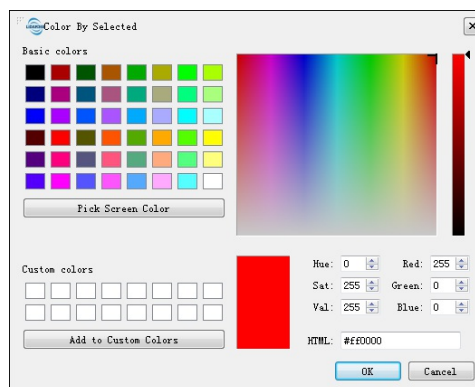 Color By Selected
Basic colors
Pick Screen Color
Custom colors
Add to Custom Colors
Hue: 0 Red: 255
Sat: 255 Green: 0
Val: 255 Blue: 0
HTML: #ff0000
OK Cancel